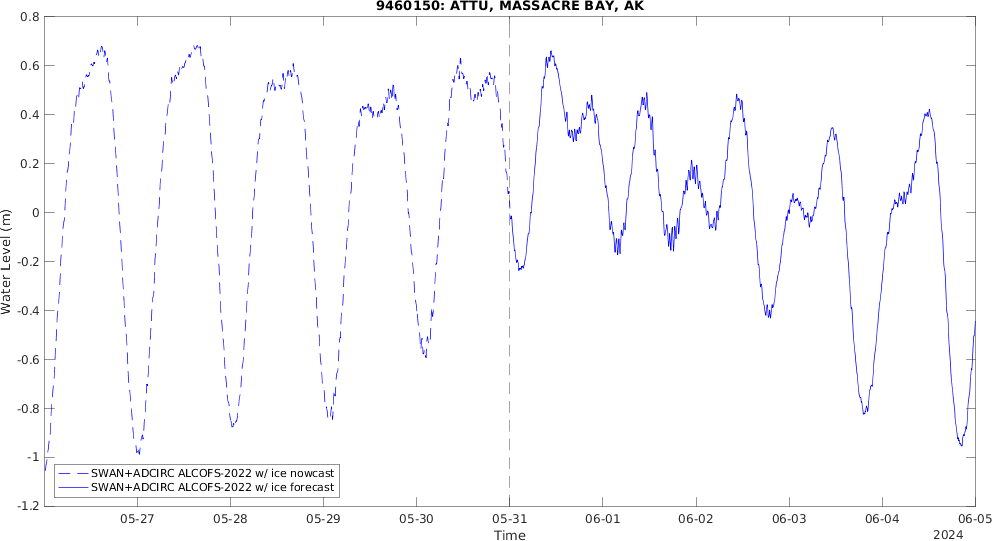 9460150: ATTU, MASSACRE BAY, AK
Water Level (m)
0.8
0.6
0.4
0.2
0
-0.2
-0.4
-0.6
-0.8
-1
-1.2
SWAN+ADCIRC ALCOFS-2022 w/ ice nowcast
SWAN+ADCIRC ALCOFS-2022 w/ ice forecast
05-27 05-28 05-29 05-30 05-31 06-01 06-02 06-03 06-04 06-05
Time
2024